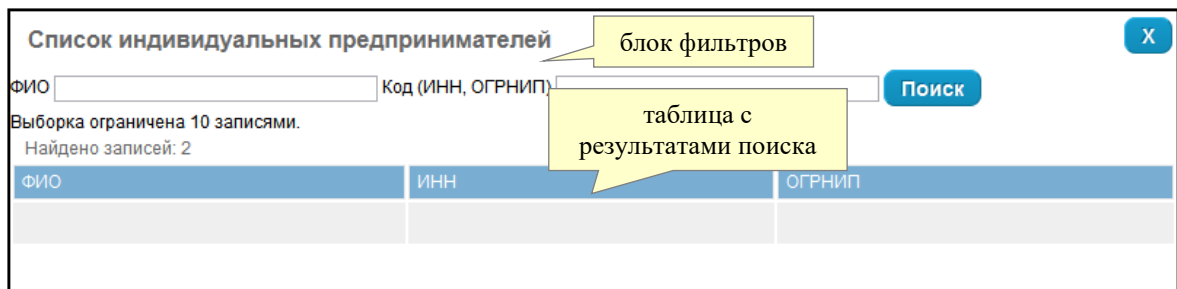 Список индивидуальных предпринимателей
блок фильтров
X
ФИО Код (ИНН, ОГРНИП) Поиск
Выборка ограничена 10 записями.
таблица с
результатами поиска
Найдено записей: 2
ФИО ИНН ОГРНИП